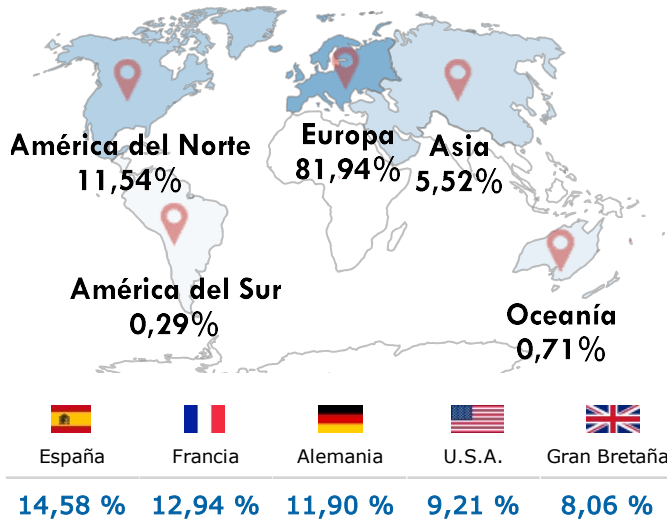 América del Norte
11,54%
Europa
81,94%
Asia
5,52%
América del Sur
0,29%
Oceanía
0,71%
España Francia Alemania U.S.A. Gran Bretaña
14,58 % 12,94 % 11,90 % 9,21 % 8,06 %